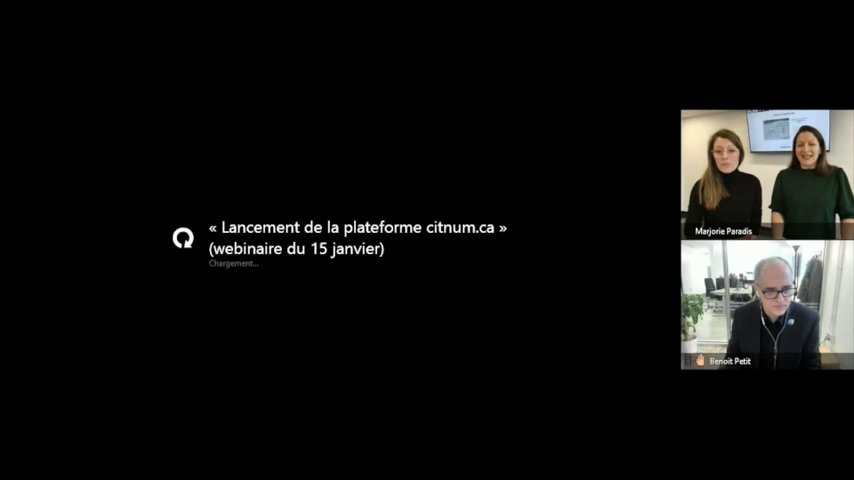 « Lancement de la plateforme citnum.ca »
(webinaire du 15 janvier)
Chargement...
Marjorie Paradis
Benoit Petit